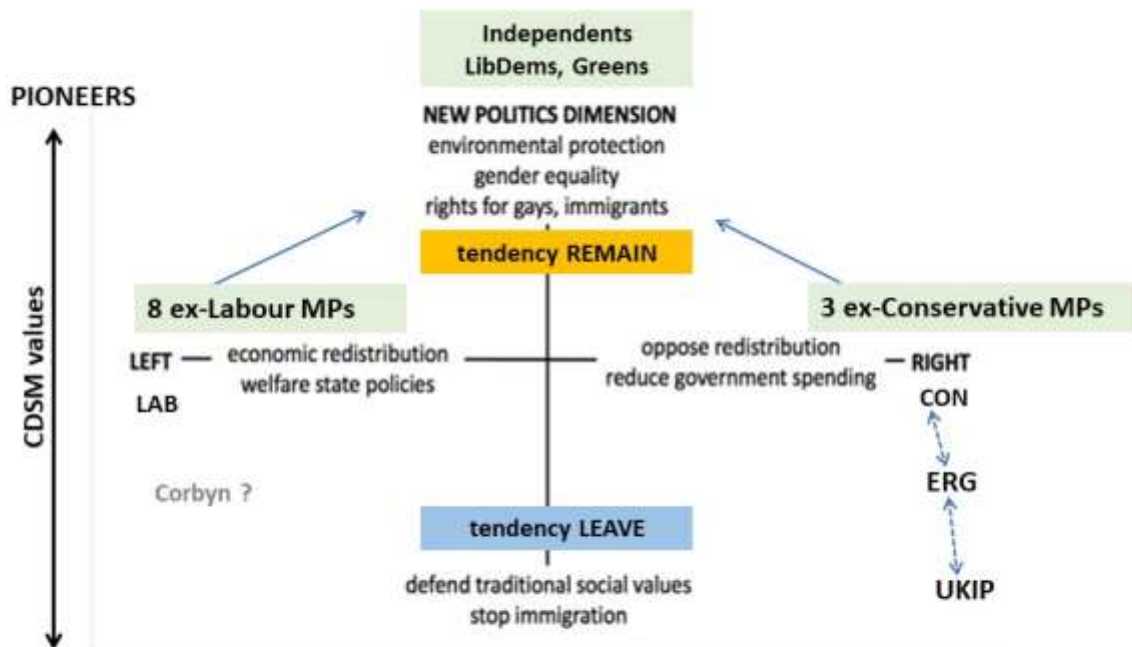 Independents
LibDems, Greens
PIONEERS
NEW POLITICS DIMENSION
environmental protection
gender equality
rights for gays, immigrants
tendency REMAIN
8 ex-Labour MPs
3 ex-Conservative MPs
CDSM values
LEFT
economic redistribution
welfare state policies
oppose redistribution
reduce government spending
RIGHT
LAB
CON
Corbyn ?
ERG
tendency LEAVE
defend traditional social values
stop immigration
UKIP